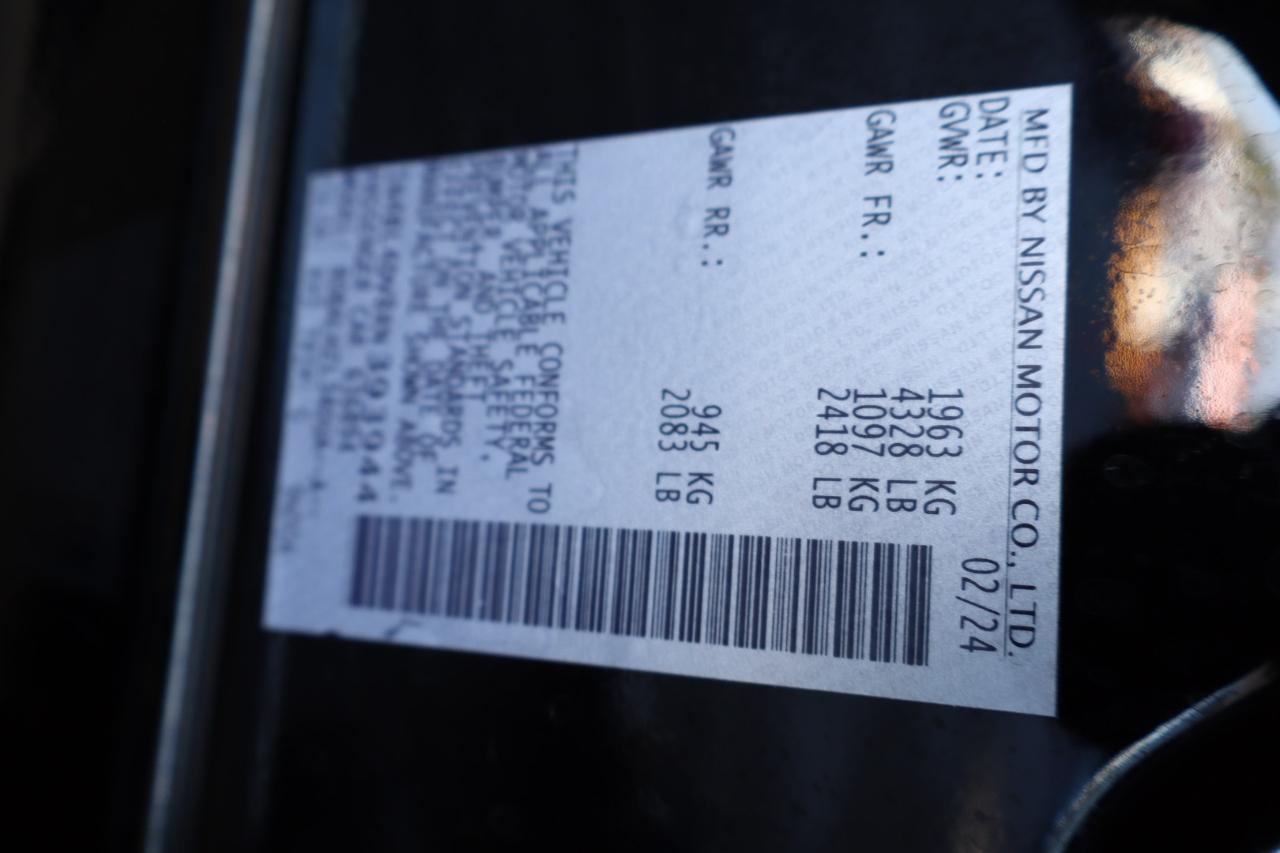 MFD BY NISSAN MOTOR CO., LTD.
DATE: 02/24
GVWR: 1963 KG
4328 LB
GAWR FR.: 1097 KG
2418 LB
GAWR RR.: 945 KG
2083 LB
THIS VEHICLE CONFORMS TO
ALL APPLICABLE FEDERAL
MOTOR VEHICLE SAFETY,
BUMPER AND THEFT
PREVENTION STANDARDS IN
EFFECT ON THE DATE OF
MANUFACTURE SHOWN ABOVE.
PASSENGER CAR